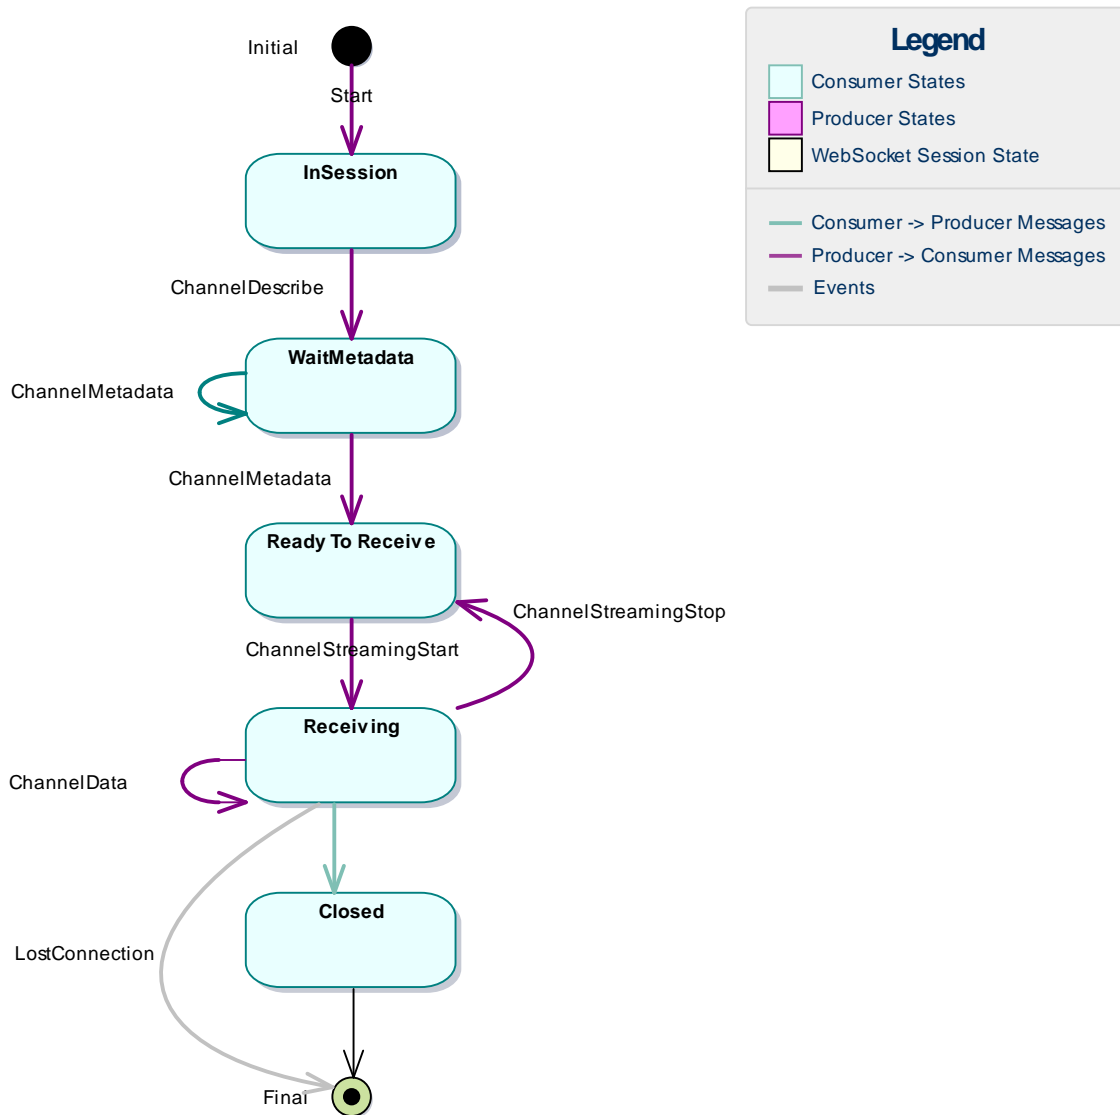 Initial
Start
InSession
ChannelDescribe
WaitMetadata
ChannelMetadata
ChannelMetadata
Ready To Receive
ChannelStreamingStop
ChannelStreamingStart
Receiving
ChannelData
Closed
LostConnection
Final
Legend
Consumer States
Producer States
WebSocket Session State
Consumer -> Producer Messages
Producer -> Consumer Messages
Events